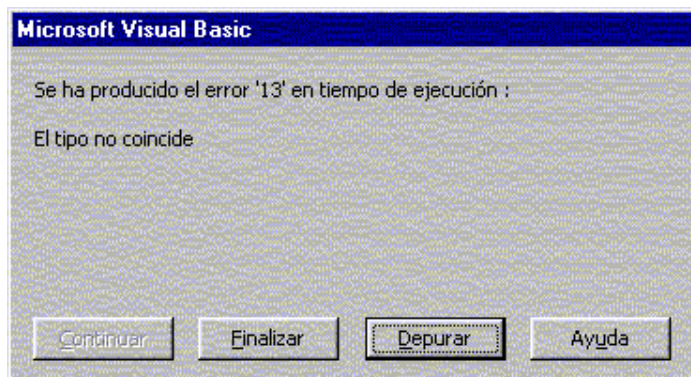 Microsoft Visual Basic
Se ha producido el error '13' en tiempo de ejecución :
El tipo no coincide
Continuar Finalizar Depurar Ayuda